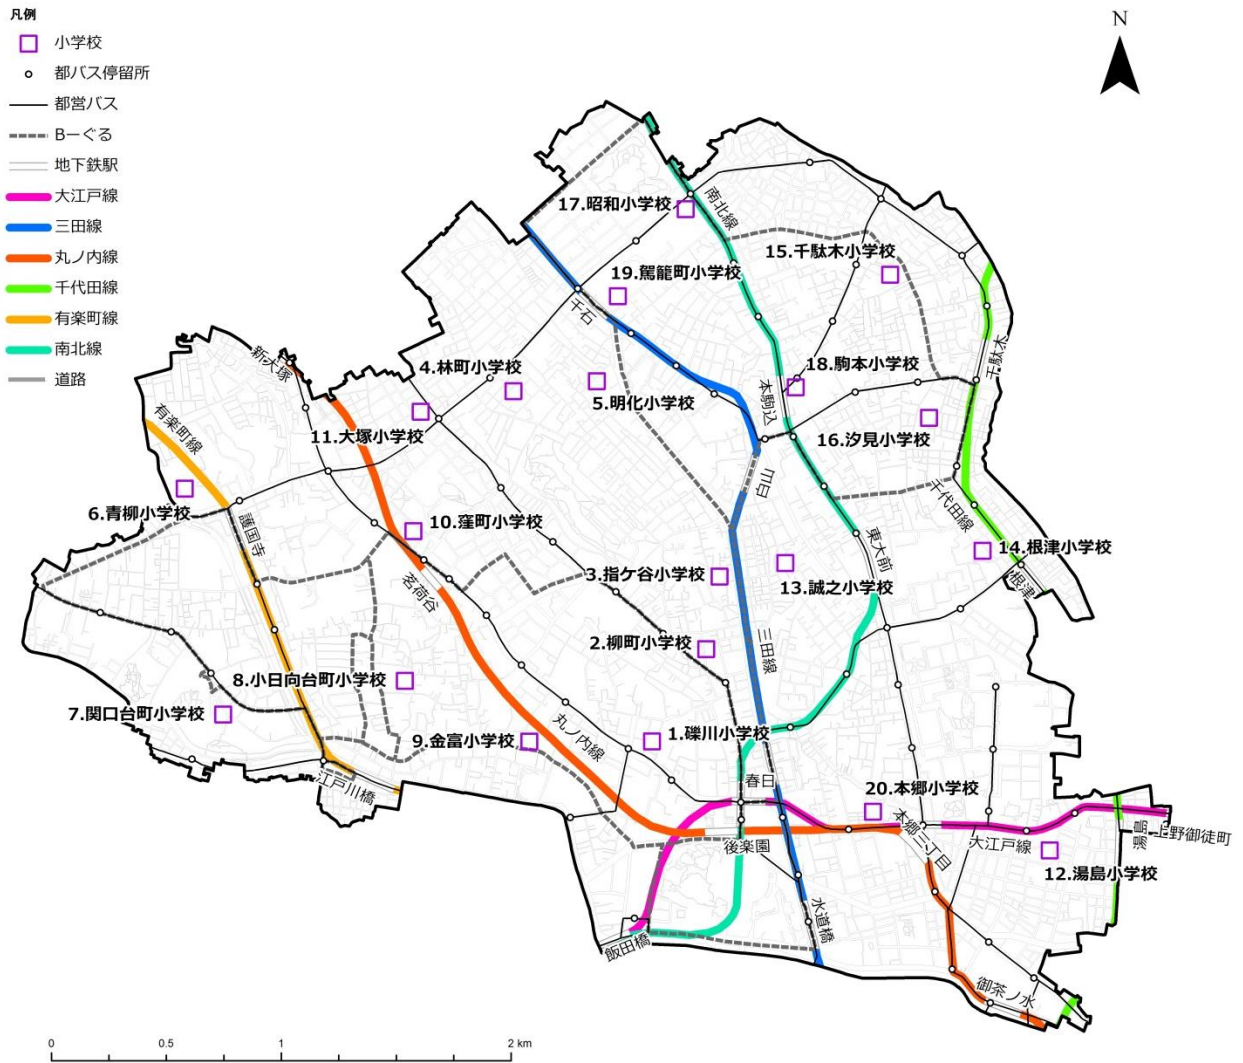 凡例
小学校
都バス停留所
都営バス
Bーぐる
地下鉄駅
大江戸線
三田線
丸ノ内線
千代田線
有楽町線
南北線
道路
N
17.昭和小学校
南北線
15.千駄木小学校
19.駕籠町小学校
千石
千駄木
新大塚
4.林町小学校
18.駒本小学校
本駒込
5.明化小学校
有楽町線
11.大塚小学校
16.汐見小学校
白山
6.青柳小学校
護国寺
千代田線
10.窪町小学校
東大前
14.根津小学校
3.指ケ谷小学校
13.誠之小学校
根津
茗荷谷
2.柳町小学校
三田線
8.小日向台町小学校
7.関口台町小学校
9.金富小学校
丸ノ内線
1.礫川小学校
江戸川橋
春日
20.本郷小学校
本郷三丁目
後楽園
大江戸線
湯島
上野御徒町
12.湯島小学校
水道橋
飯田橋
御茶ノ水
0 0.5 1 2 km